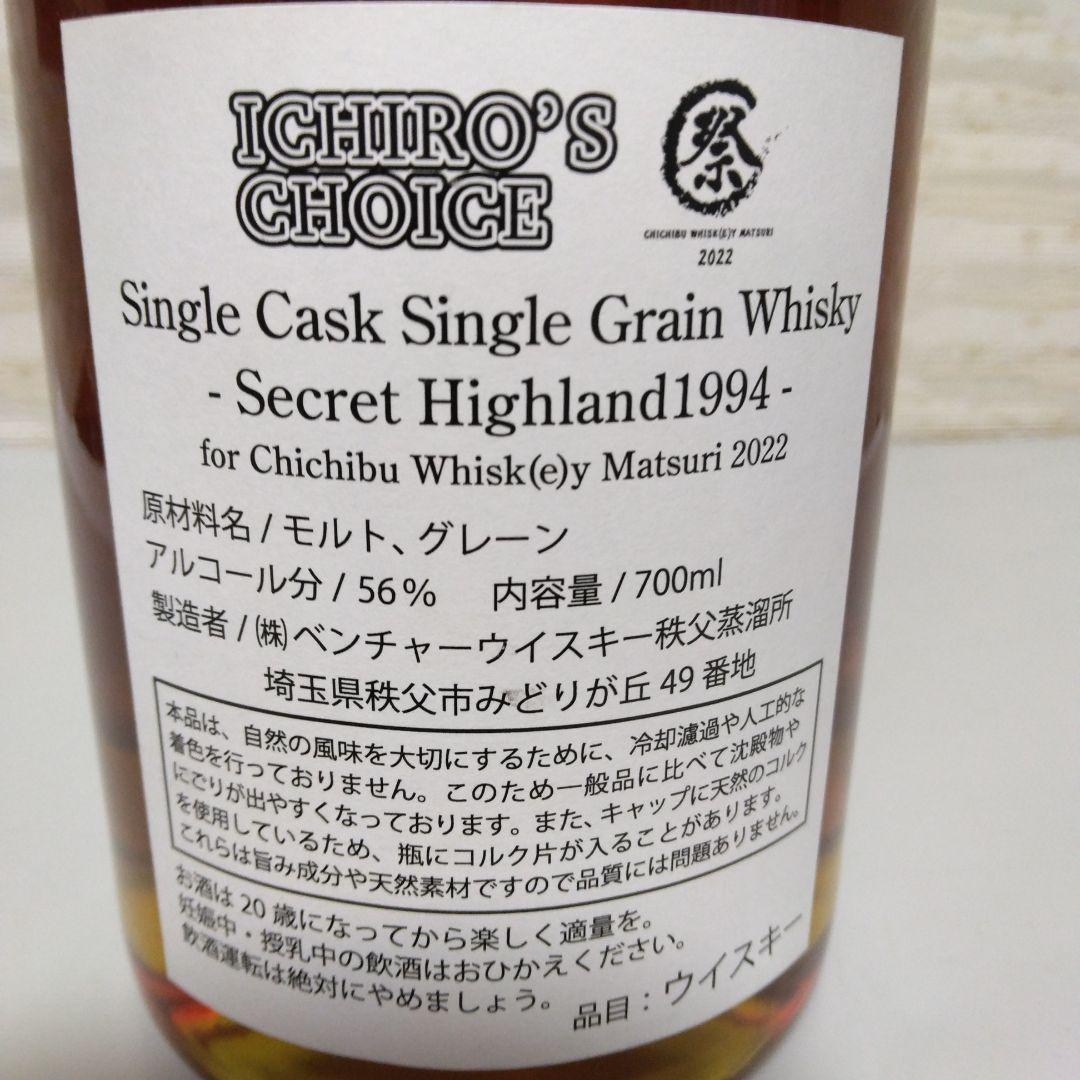 ICHIRO'S
CHOICE
祭
CHICHIBU WHISK(E)Y MATSURI
2022
Single Cask Single Grain Whisky
- Secret Highland1994 -
for Chichibu Whisk(e)y Matsuri 2022
原材料名 / モルト、グレーン
アルコール分 / 56% 内容量 / 700ml
製造者 / ㈱ベンチャーウイスキー秩父蒸溜所
埼玉県秩父市みどりが丘 49 番地
本品は、自然の風味を大切にするために、冷却濾過や人工的な
着色を行っておりません。このため一般品に比べて沈殿物や
にごりが出やすくなっております。また、キャップに天然のコルク
を使用しているため、瓶にコルク片が入ることがあります。
これらは旨み成分や天然素材ですので品質には問題ありません。
お酒は 20 歳になってから楽しく適量を。
妊娠中・授乳中の飲酒はおひかえください。
飲酒運転は絶対にやめましょう。
品目：ウイスキー